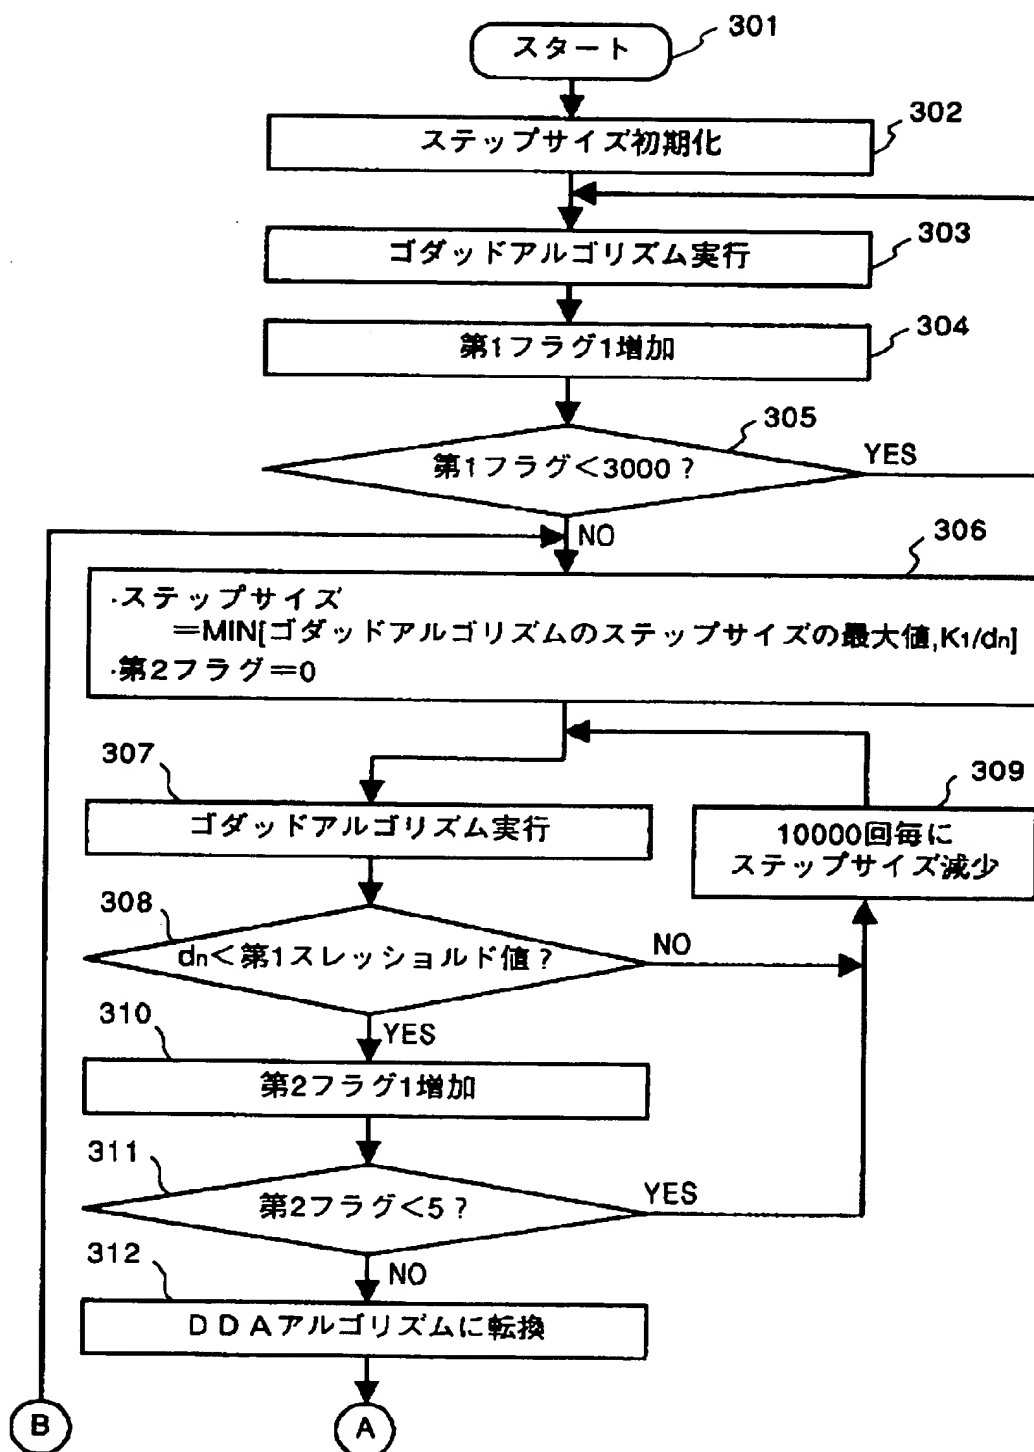 スタート
301
ステップサイズ初期化
302
ゴダッドアルゴリズム実行
303
第1フラグ1増加
304
305
第1フラグ<3000?
YES
NO
306
・ステップサイズ
=MIN[ゴダッドアルゴリズムのステップサイズの最大値,K1/dn]
・第2フラグ=0
307
ゴダッドアルゴリズム実行
309
10000回毎に
ステップサイズ減少
308
dn<第1スレッショルド値?
NO
YES
310
第2フラグ1増加
311
第2フラグ<5?
YES
NO
312
DDAアルゴリズムに転換
B
A